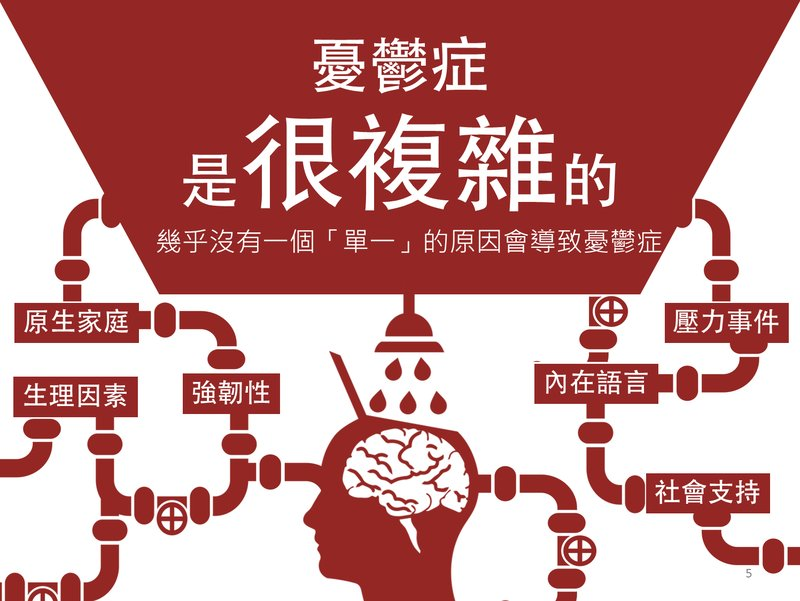 憂鬱症
是很複雜的
幾乎沒有一個「單一」的原因會導致憂鬱症
原生家庭
壓力事件
生理因素
強韌性
內在語言
社會支持
5